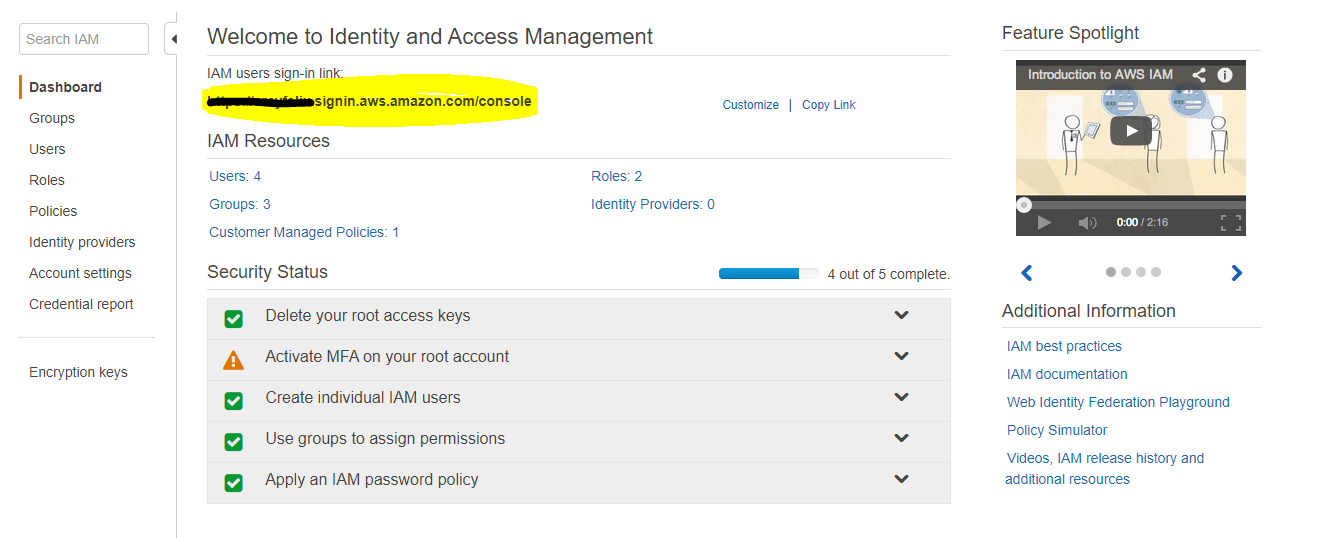 Search IAM
Dashboard
Groups
Users
Roles
Policies
Identity providers
Account settings
Credential report
Encryption keys
Welcome to Identity and Access Management
IAM users sign-in link:
signin.aws.amazon.com/console
Customize | Copy Link
IAM Resources
Users: 4
Roles: 2
Groups: 3
Identity Providers: 0
Customer Managed Policies: 1
Security Status
4 out of 5 complete.
Delete your root access keys
Activate MFA on your root account
Create individual IAM users
Use groups to assign permissions
Apply an IAM password policy
Feature Spotlight
Introduction to AWS IAM
0:00 / 2:16
Additional Information
IAM best practices
IAM documentation
Web Identity Federation Playground
Policy Simulator
Videos, IAM release history and
additional resources